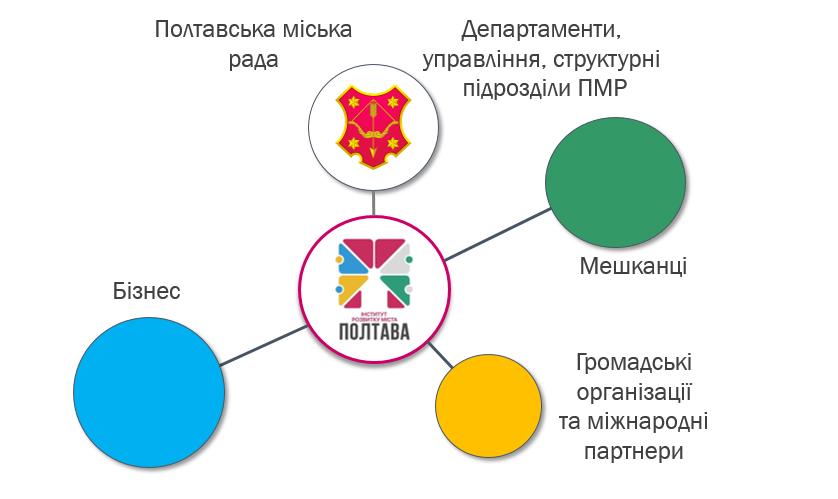 Полтавська міська
рада
Департаменти,
управління, структурні
підрозділи ПМР
Мешканці
Бізнес
ІНСТИТУТ
РОЗВИТКУ МІСТА
ПОЛТАВА
Громадські
організації
та міжнародні
партнери